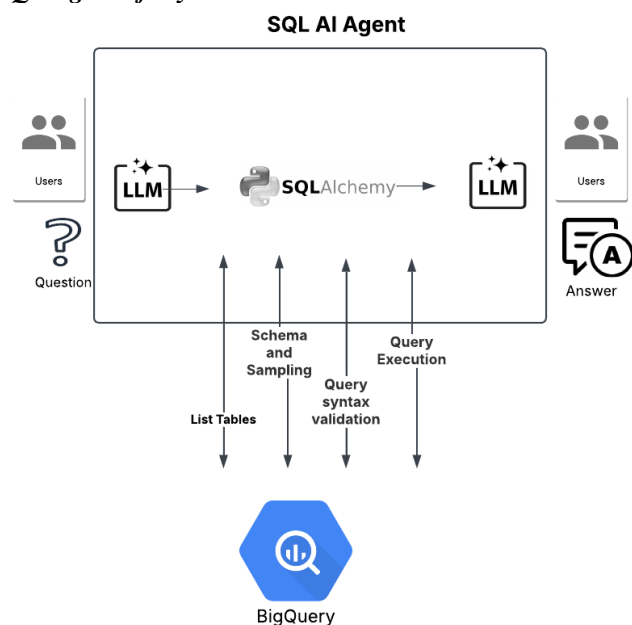 SQL AI Agent
Users
Question
LLM
SQLAlchemy
LLM
Users
A
Answer
List Tables
Schema
and
Sampling
Query
syntax
validation
Query
Execution
BigQuery